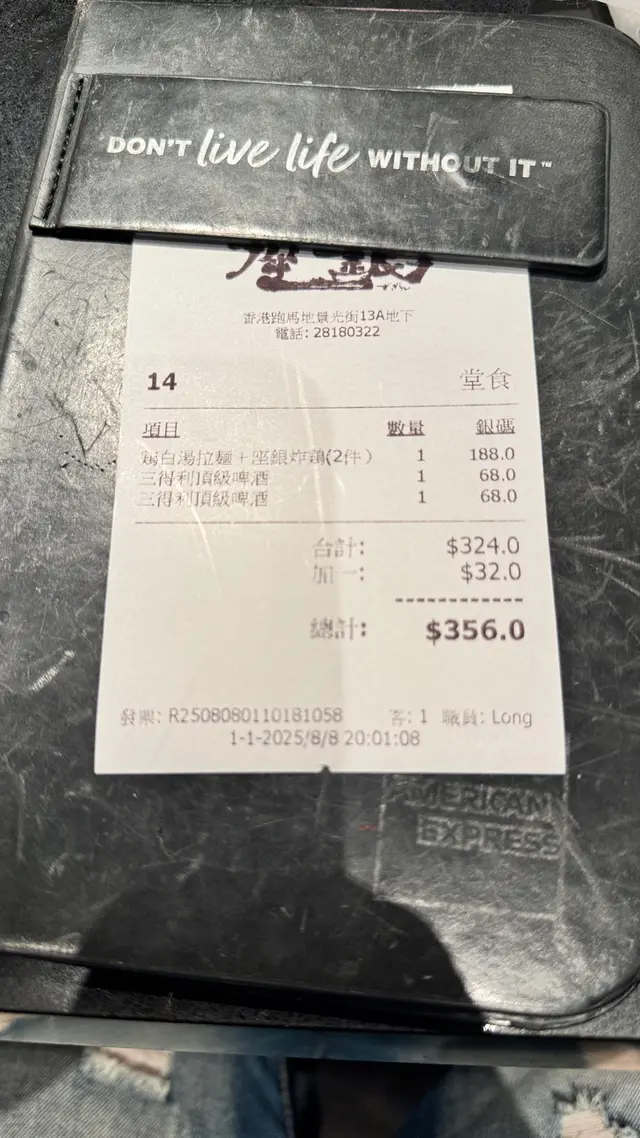 DON'T live life WITHOUT IT™
香港跑馬地景光街13A地下
電話: 28180322
14 堂食
項目 數量 銀碼
鶏白湯拉麵+座銀炸鶏(2件) 1 188.0
三得利頂級啤酒 1 68.0
三得利頂級啤酒 1 68.0
台計: $324.0
加一: $32.0
總計: $356.0
發票: R2508080110181058 客: 1 職員: Long
1-1-2025/8/8 20:01:08
AMERICAN
EXPRESS